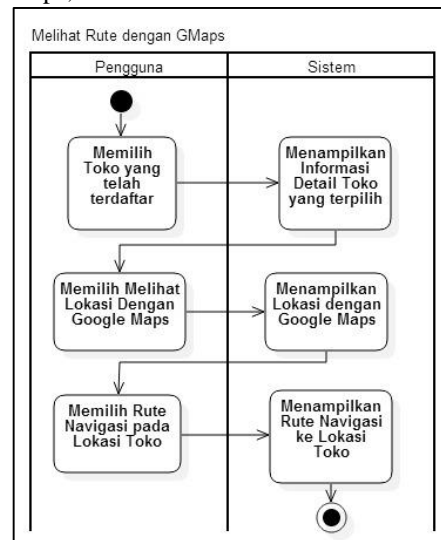 Melihat Rute dengan GMaps
Pengguna
Sistem
Memilih
Toko yang
telah
terdaftar
Menampilkan
Informasi
Detail Toko
yang terpilih
Memilih Melihat
Lokasi Dengan
Google Maps
Menampilkan
Lokasi dengan
Google Maps
Memilih Rute
Navigasi pada
Lokasi Toko
Menampilkan
Rute Navigasi
ke Lokasi
Toko